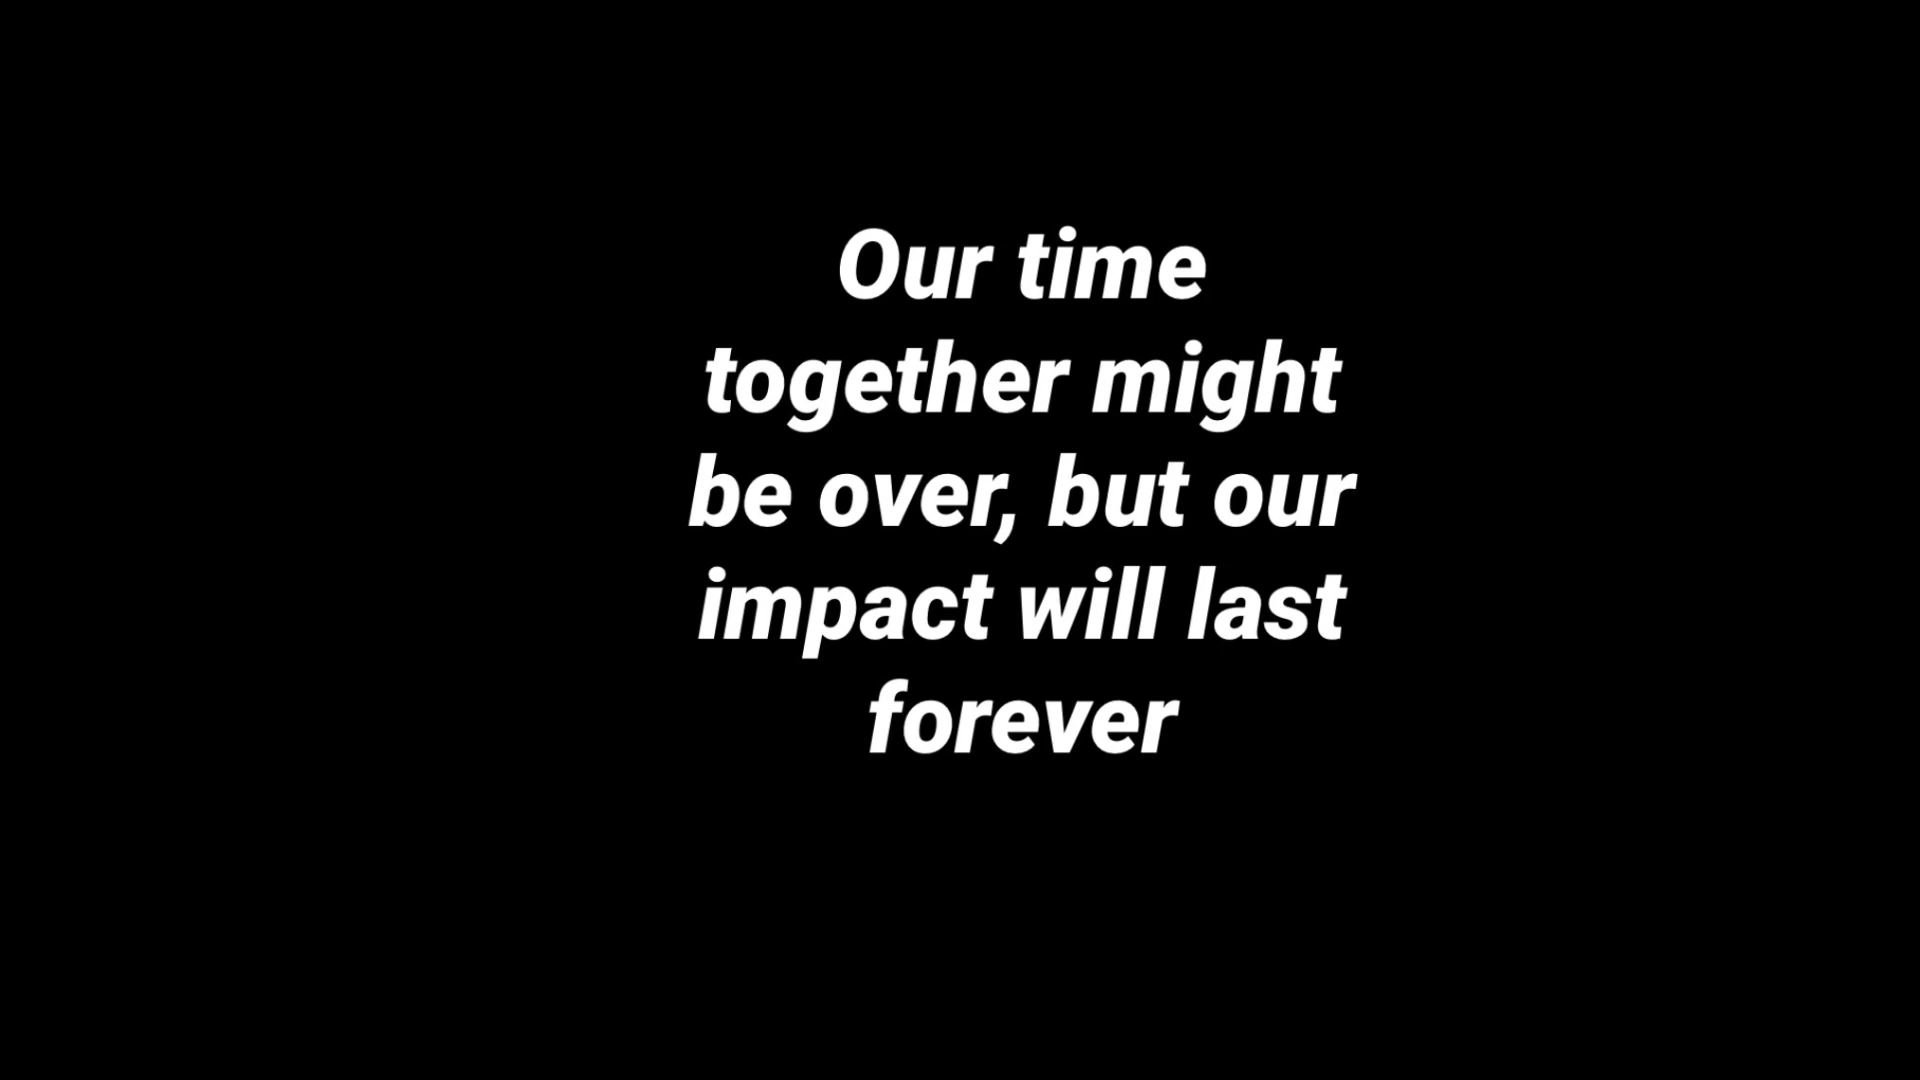 Our time
together might
be over, but our
impact will last
forever